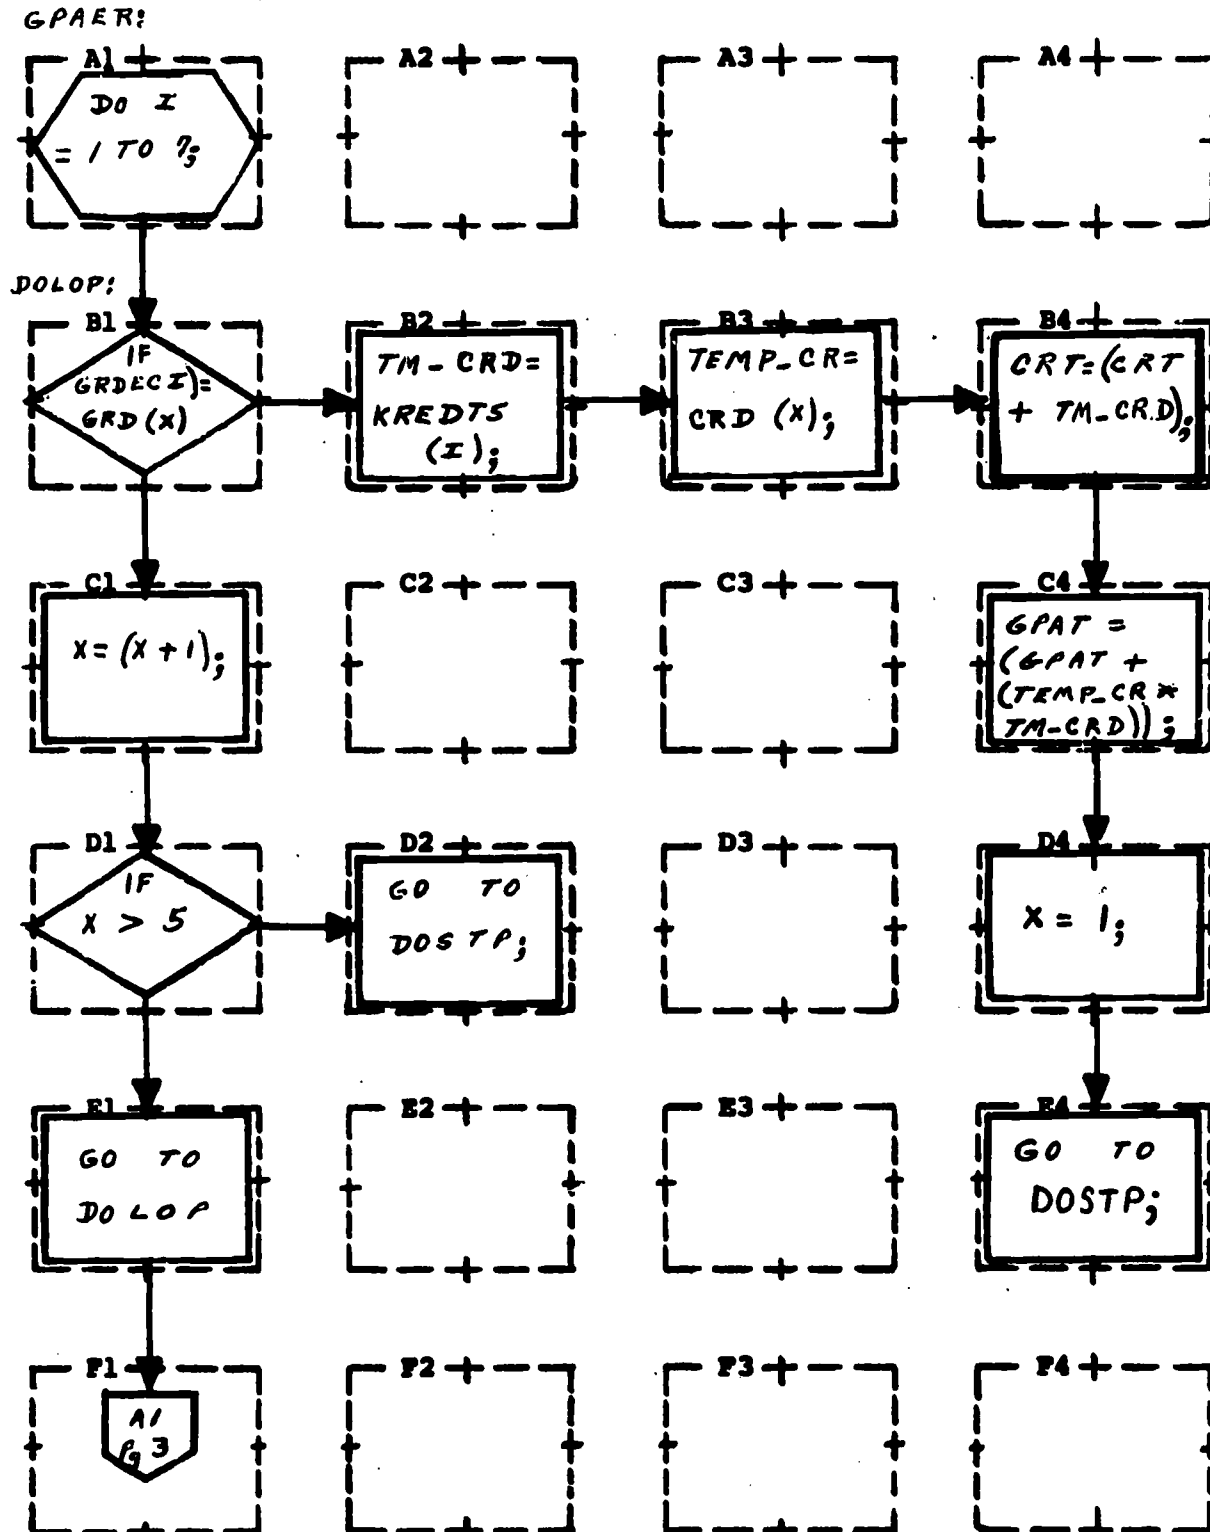 GPAER:
A1 A2 A3 A4
DO I
= 1 TO 7;
DOLOP:
B1 B2 B3 B4
IF
GRDECI)=
GRD (X)
TM_CRD=
KREDTS
(I);
TEMP_CR=
CRD (X);
CRT=(CRT
+ TM_CRD);
C1 C2 C3 C4
X=(X+1);
GPAT =
(GPAT +
(TEMP_CR *
TM-CRD));
D1 D2 D3 D4
IF
X > 5
GO TO
DOSTP;
X = 1;
E1 E2 E3 E4
GO TO
DOLOP
GO TO
DOSTP;
F1 F2 F3 F4
A1
Pg 3